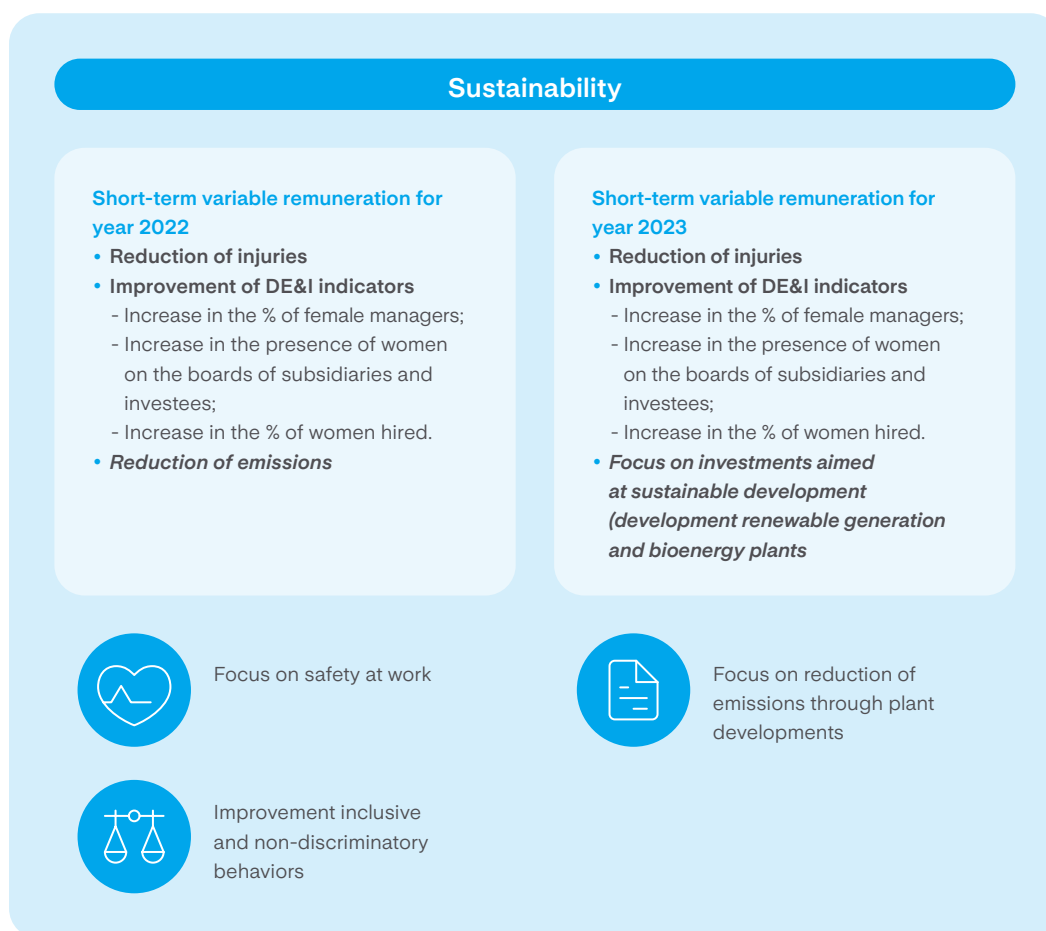 Sustainability
Short-term variable remuneration for
year 2022
• Reduction of injuries
• Improvement of DE&I indicators
- Increase in the % of female managers;
- Increase in the presence of women
on the boards of subsidiaries and
investees;
- Increase in the % of women hired.
• Reduction of emissions
Short-term variable remuneration for
year 2023
• Reduction of injuries
• Improvement of DE&I indicators
- Increase in the % of female managers;
- Increase in the presence of women
on the boards of subsidiaries and
investees;
- Increase in the % of women hired.
• Focus on investments aimed
at sustainable development
(development renewable generation
and bioenergy plants
Focus on safety at work
Focus on reduction of
emissions through plant
developments
Improvement inclusive
and non-discriminatory
behaviors